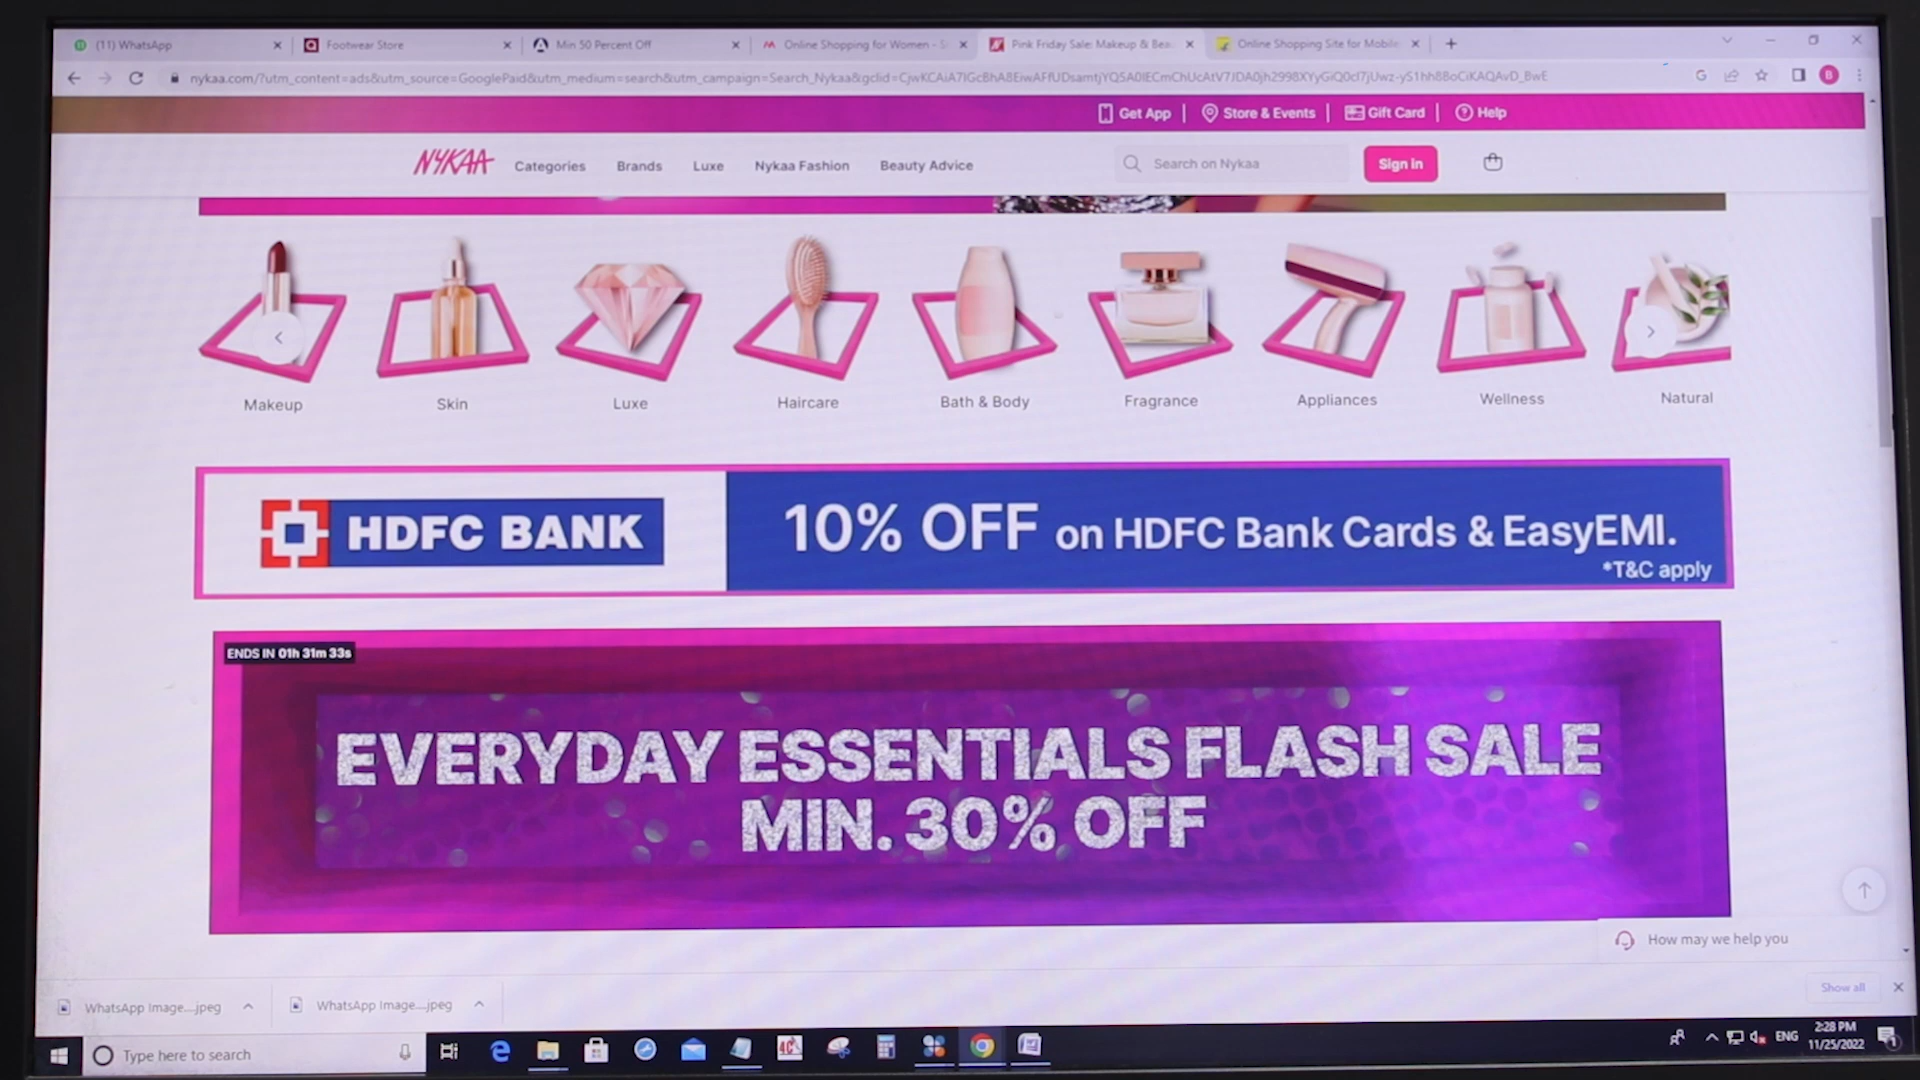 (11) WhatsApp
Footwear Store
Min 50 Percent Off
Online Shopping for Women - S
Pink Friday Sale: Makeup & Bea
Online Shopping Site for Mobile
Get App
Store & Events
Gift Card
Help
NYKAA
Categories
Brands
Luxe
Nykaa Fashion
Beauty Advice
Search on Nykaa
Sign in
Makeup
Skin
Luxe
Haircare
Bath & Body
Fragrance
Appliances
Wellness
Natural
HDFC BANK
10% OFF on HDFC Bank Cards & EasyEMI.
*T&C apply
ENDS IN 01h 31m 33s
EVERYDAY ESSENTIALS FLASH SALE
MIN. 30% OFF
How may we help you
WhatsApp Image....jpeg
WhatsApp Image....jpeg
Show all
Type here to search
ENG
2:28 PM
11/25/2022